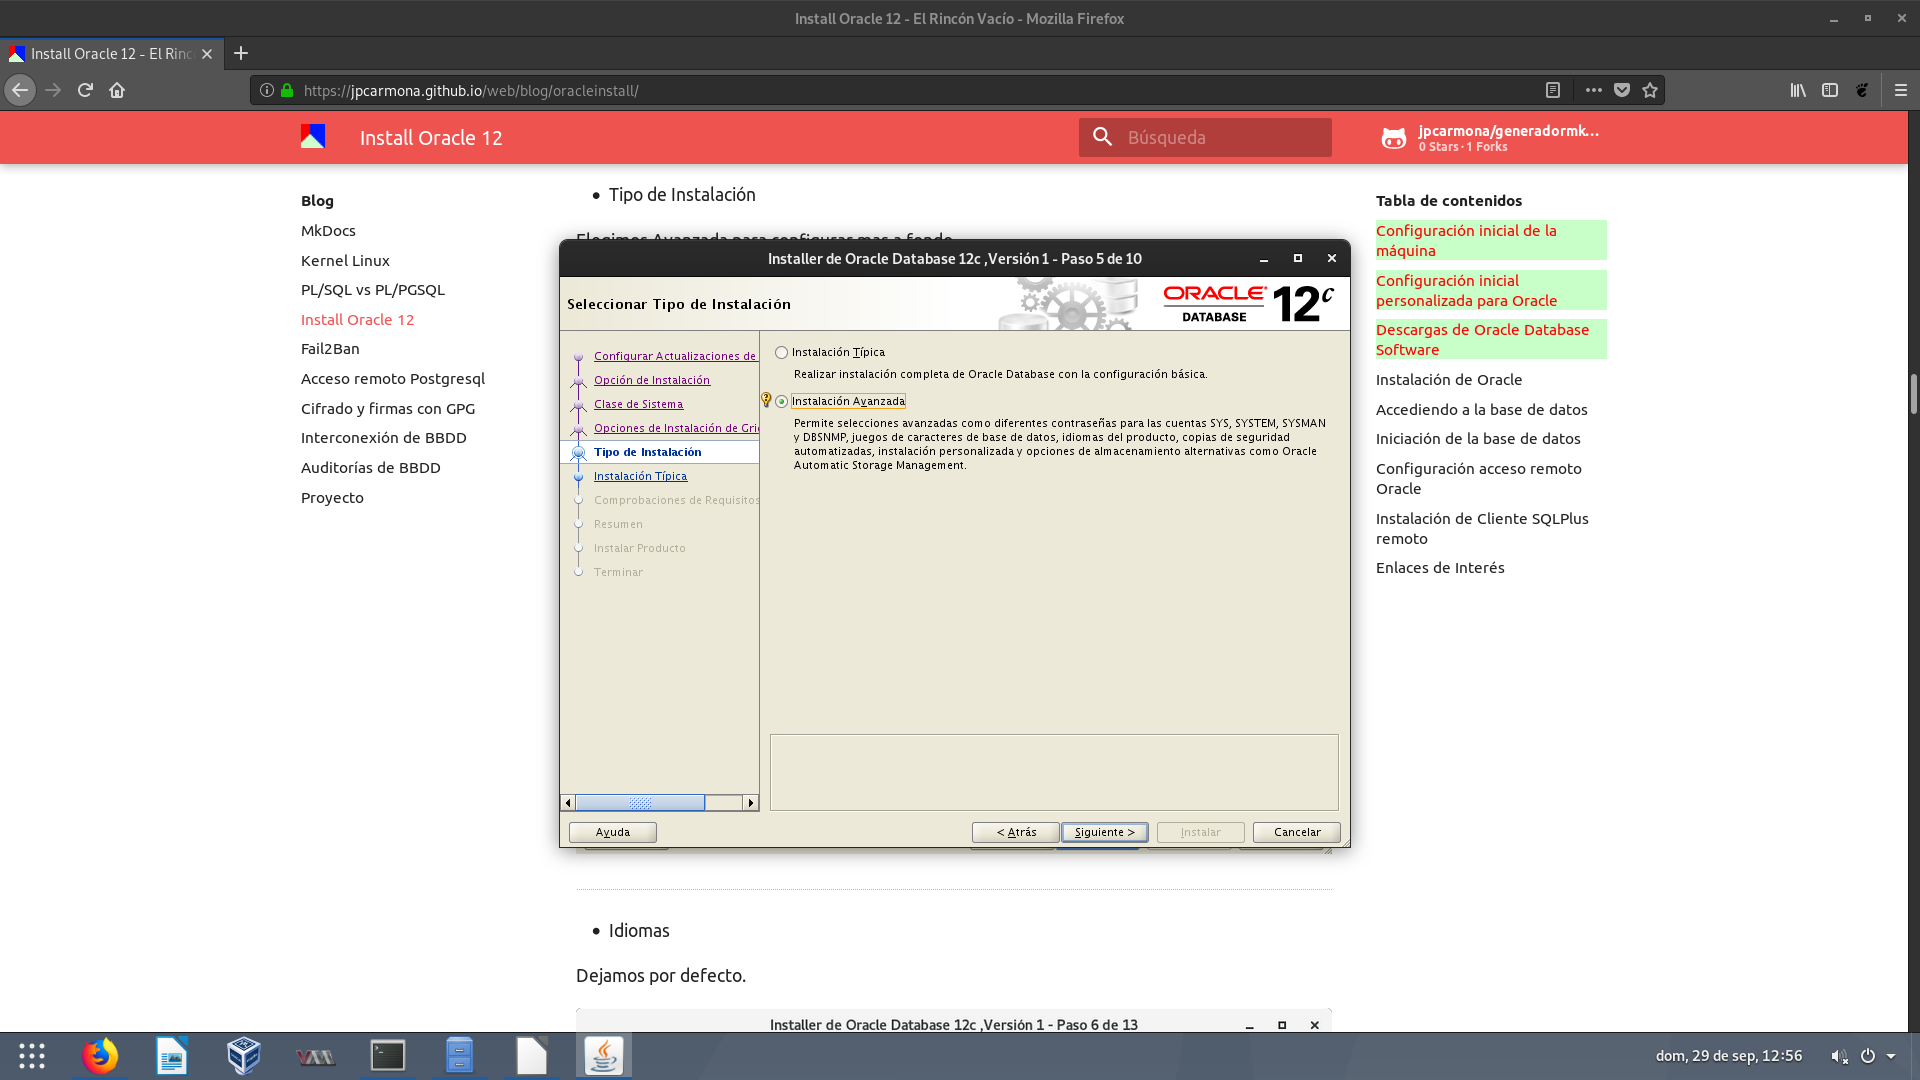 Install Oracle 12 - El Rincón Vacío - Mozilla Firefox
Install Oracle 12 - El Rinc
https://jpcarmona.github.io/web/blog/oracleinstall/
Install Oracle 12
Búsqueda
jpcarmona/generadormk...
0 Stars · 1 Forks
Blog
MkDocs
Kernel Linux
PL/SQL vs PL/PGSQL
Install Oracle 12
Fail2Ban
Acceso remoto Postgresql
Cifrado y firmas con GPG
Interconexión de BBDD
Auditorías de BBDD
Proyecto
Tipo de Instalación
Elegimos Avanzada para configurar mas a fondo
Installer de Oracle Database 12c ,Versión 1 - Paso 5 de 10
Seleccionar Tipo de Instalación
ORACLE
DATABASE
12c
Configurar Actualizaciones de
Opción de Instalación
Clase de Sistema
Opciones de Instalación de Gri
Tipo de Instalación
Instalación Típica
Comprobaciones de Requisitos
Resumen
Instalar Producto
Terminar
Instalación Típica
Realizar instalación completa de Oracle Database con la configuración básica.
Instalación Avanzada
Permite selecciones avanzadas como diferentes contraseñas para las cuentas SYS, SYSTEM, SYSMAN
y DBSNMP, juegos de caracteres de base de datos, idiomas del producto, copias de seguridad
automatizadas, instalación personalizada y opciones de almacenamiento alternativas como Oracle
Automatic Storage Management.
Ayuda
< Atrás
Siguiente >
Instalar
Cancelar
Idiomas
Dejamos por defecto.
Installer de Oracle Database 12c ,Versión 1 - Paso 6 de 13
Tabla de contenidos
Configuración inicial de la
máquina
Configuración inicial
personalizada para Oracle
Descargas de Oracle Database
Software
Instalación de Oracle
Accediendo a la base de datos
Iniciación de la base de datos
Configuración acceso remoto
Oracle
Instalación de Cliente SQLPlus
remoto
Enlaces de Interés
dom, 29 de sep, 12:56